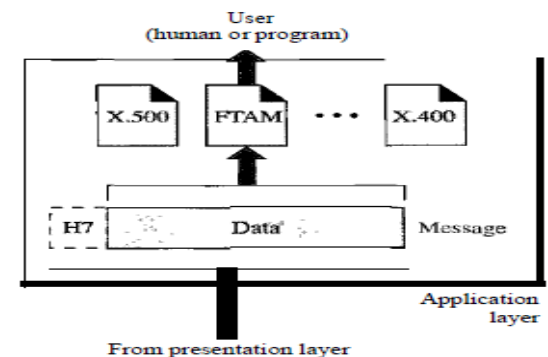 User
(human or program)
X.500 FTAM X.400
H7 Data Message
Application
layer
From presentation layer